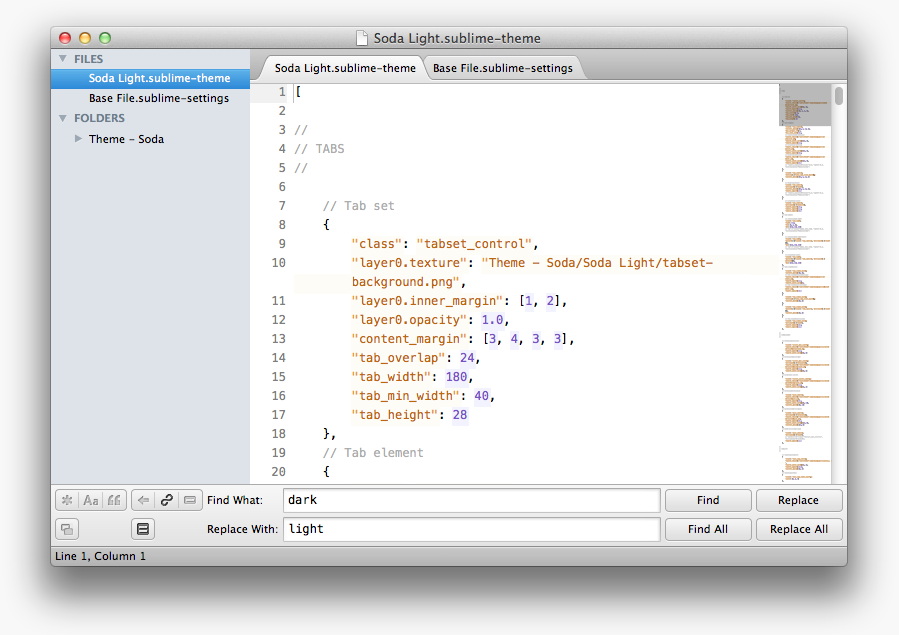 Soda Light.sublime-theme
FILES
Soda Light.sublime-theme
Base File.sublime-settings
FOLDERS
Theme - Soda
Soda Light.sublime-theme
Base File.sublime-settings
1 [
2
3 //
4 // TABS
5 //
6
7 // Tab set
8 {
9 "class": "tabset_control",
10 "layer0.texture": "Theme - Soda/Soda Light/tabset-
background.png",
11 "layer0.inner_margin": [1, 2],
12 "layer0.opacity": 1.0,
13 "content_margin": [3, 4, 3, 3],
14 "tab_overlap": 24,
15 "tab_width": 180,
16 "tab_min_width": 40,
17 "tab_height": 28
18 },
19 // Tab element
20 {
Aa Find What: dark Find Replace
Replace With: light Find All Replace All
Line 1, Column 1